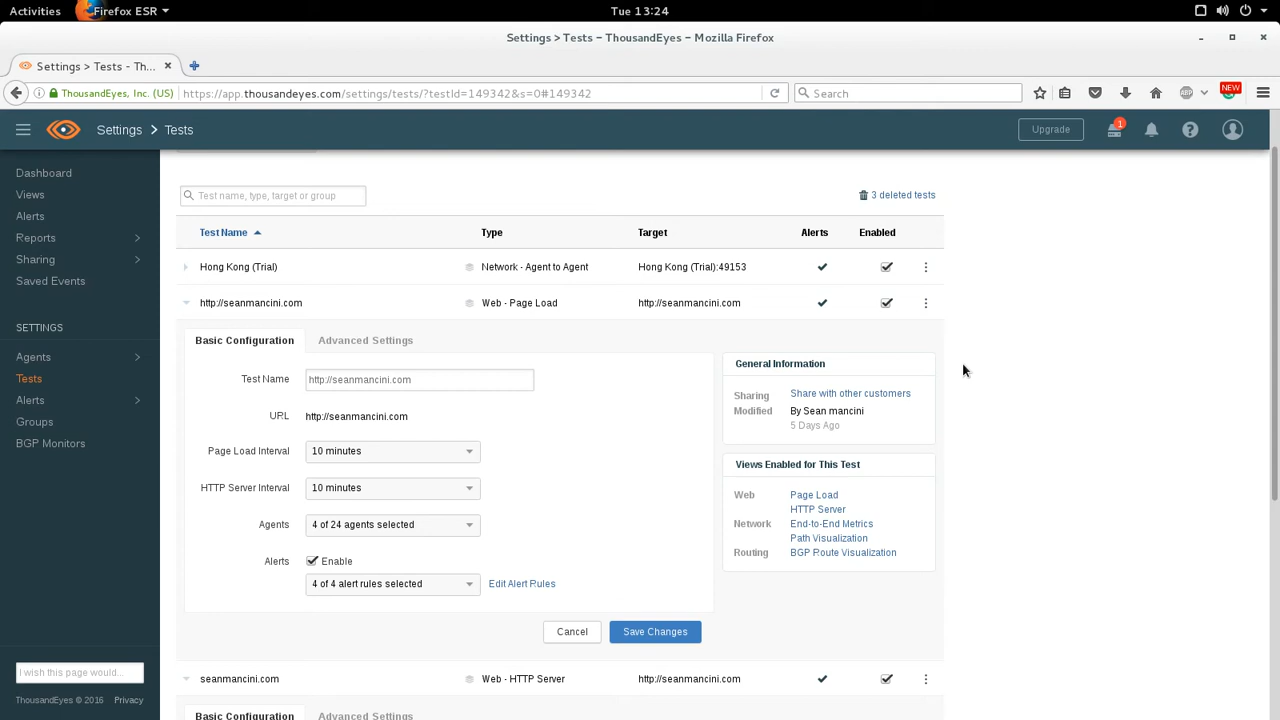 Activities Firefox ESR Tue 13:24
Settings > Tests – ThousandEyes – Mozilla Firefox
Settings > Tests - Th...
ThousandEyes, Inc. (US) https://app.thousandeyes.com/settings/tests/?testId=149342&s=0#149342 Search NEW
Settings > Tests Upgrade 1
Dashboard
Views
Alerts
Reports
Sharing
Saved Events
SETTINGS
Agents
Tests
Alerts
Groups
BGP Monitors
I wish this page would..
ThousandEyes © 2016 Privacy
Test name, type, target or group 3 deleted tests
Test Name Type Target Alerts Enabled
Hong Kong (Trial) Network - Agent to Agent Hong Kong (Trial):49153
http://seanmancini.com Web - Page Load http://seanmancini.com
Basic Configuration Advanced Settings
Test Name http://seanmancini.com
URL http://seanmancini.com
Page Load Interval 10 minutes
HTTP Server Interval 10 minutes
Agents 4 of 24 agents selected
Alerts Enable
4 of 4 alert rules selected Edit Alert Rules
Cancel Save Changes
General Information
Sharing Share with other customers
Modified By Sean mancini
5 Days Ago
Views Enabled for This Test
Web Page Load
HTTP Server
Network End-to-End Metrics
Path Visualization
Routing BGP Route Visualization
seanmancini.com Web - HTTP Server http://seanmancini.com
Basic Configuration Advanced Settings